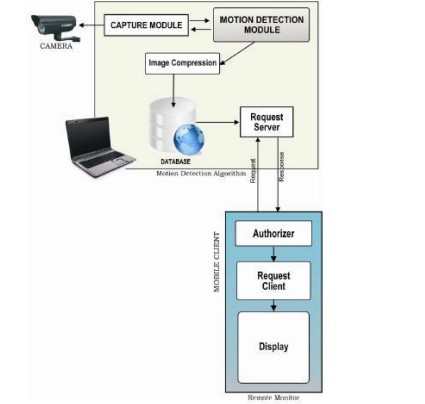 CAPTURE MODULE
MOTION DETECTION
MODULE
CAMERA
Image Compression
Request
Server
DATABASE
Motion Detection Algorithm
Request
Response
MOBILE CLIENT
Authorizer
Request
Client
Display
Remote Monitor